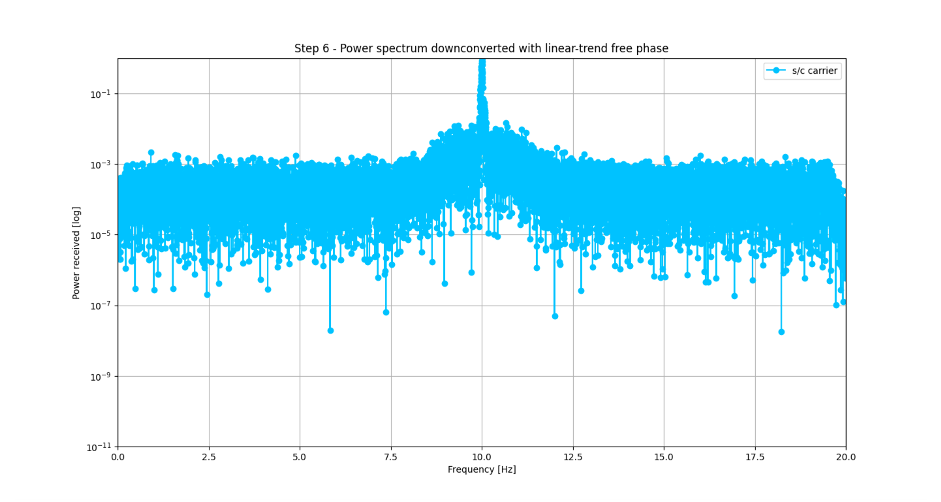 Step 6 - Power spectrum downconverted with linear-trend free phase
s/c carrier
Power received [log]
10⁻¹
10⁻³
10⁻⁵
10⁻⁷
10⁻⁹
10⁻¹¹
0.0 2.5 5.0 7.5 10.0 12.5 15.0 17.5 20.0
Frequency [Hz]